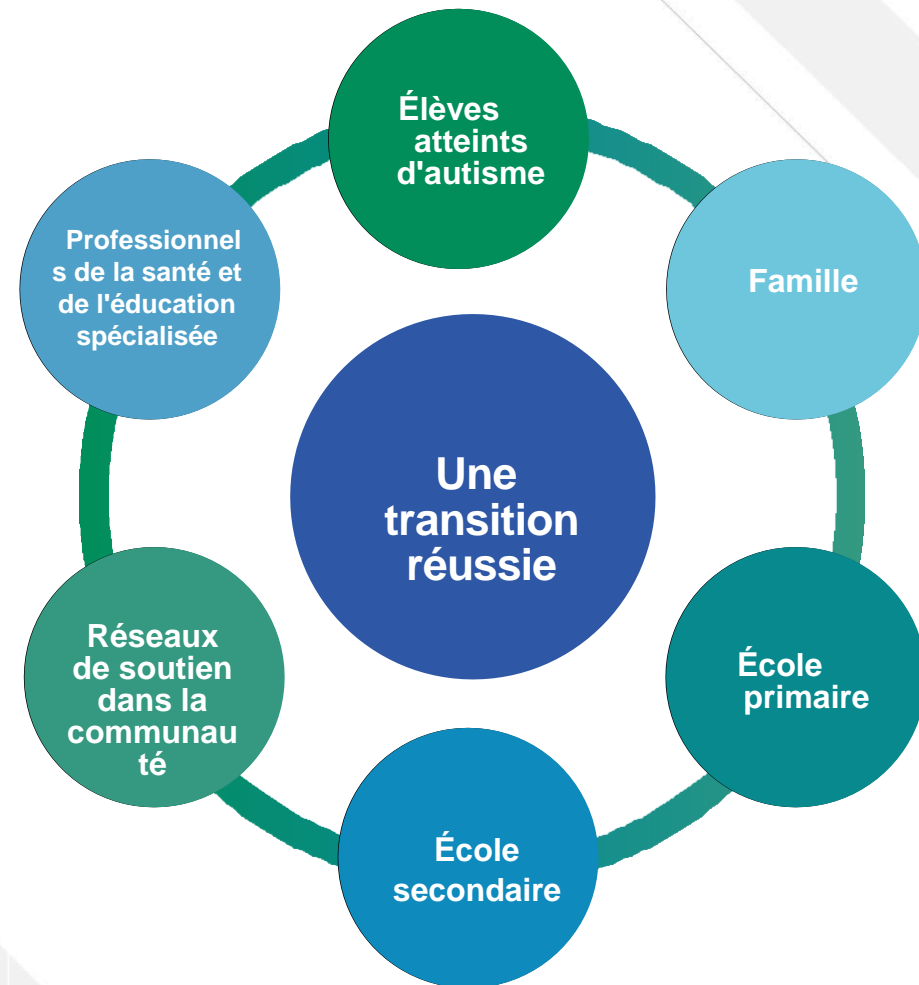 Élèves
atteints
d'autisme
Famille
École
primaire
École
secondaire
Réseaux
de soutien
dans la
communau
té
Professionnel
s de la santé et
de l'éducation
spécialisée
Une
transition
réussie